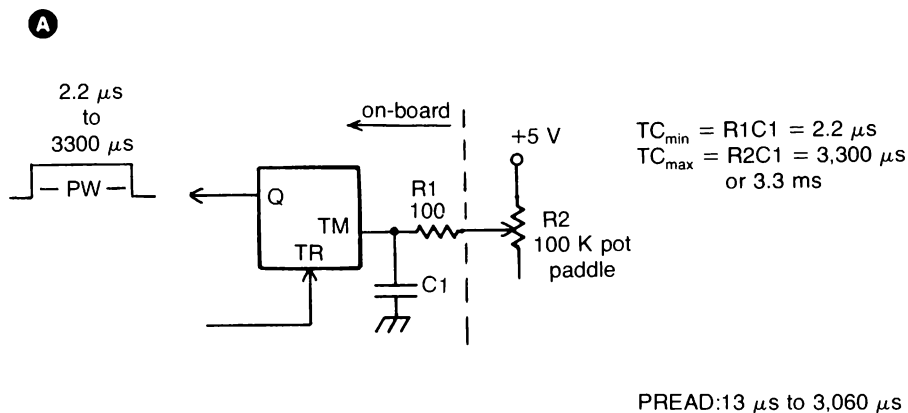 A
2.2 μs
to
3300 μs
PW
on-board
+5 V
TCmin = R1C1 = 2.2 μs
TCmax = R2C1 = 3,300 μs
or 3.3 ms
Q
TM
TR
R1
100
R2
100 K pot
paddle
C1
PREAD:13 μs to 3,060 μs